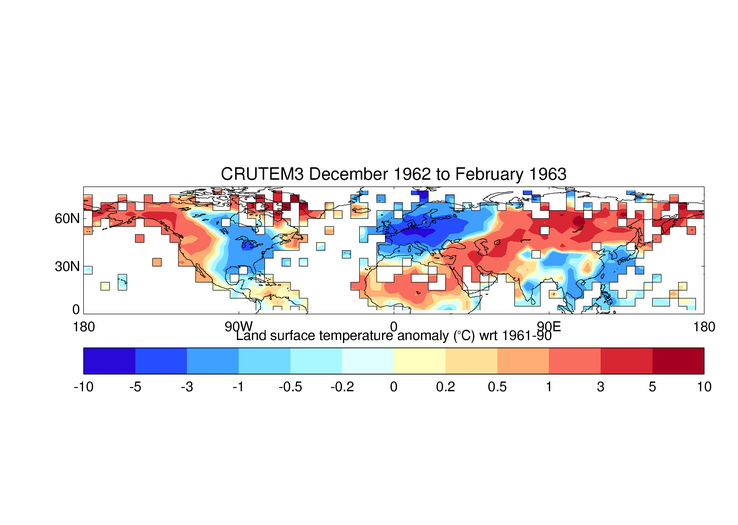 CRUTEM3 December 1962 to February 1963
60N
30N
0
180 90W 0 90E 180
Land surface temperature anomaly (°C) wrt 1961-90
-10 -5 -3 -1 -0.5 -0.2 0 0.2 0.5 1 3 5 10